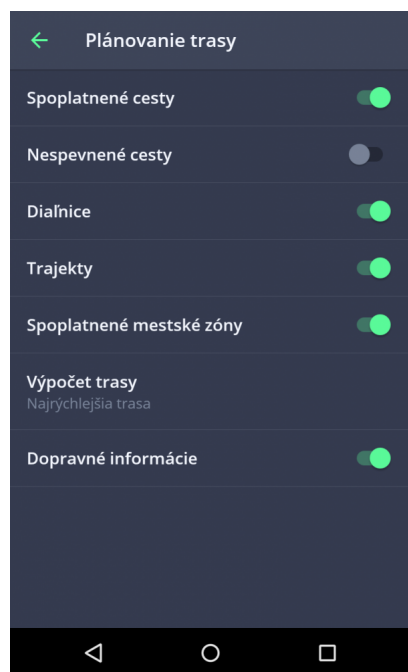 Plánovanie trasy
Spoplatnené cesty
Nespevnené cesty
Diaľnice
Trajekty
Spoplatnené mestské zóny
Výpočet trasy
Najrýchlejšia trasa
Dopravné informácie